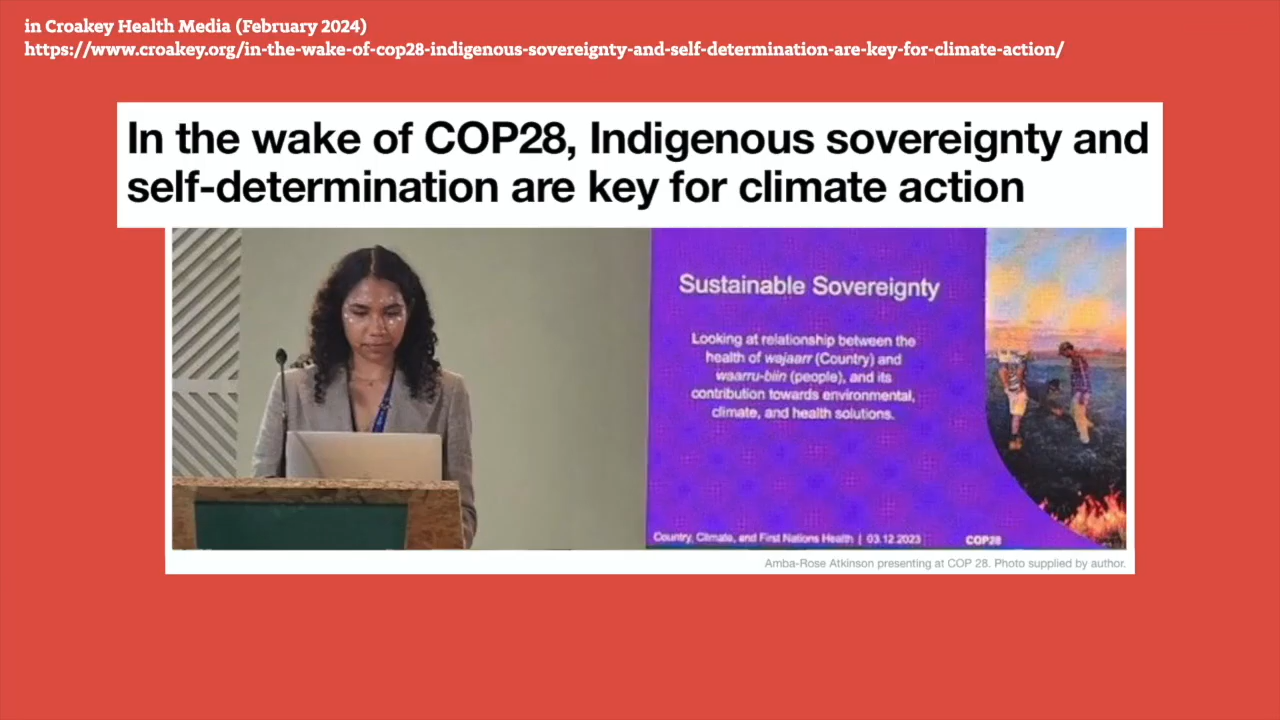 in Croakey Health Media (February 2024)
https://www.croakey.org/in-the-wake-of-cop28-indigenous-sovereignty-and-self-determination-are-key-for-climate-action/
In the wake of COP28, Indigenous sovereignty and
self-determination are key for climate action
Sustainable Sovereignty
Looking at relationship between the
health of wajaarr (Country) and
waarru-biin (people), and its
contribution towards environmental,
climate, and health solutions.
Country, Climate, and First Nations Health | 03.12.2023 COP28
Amba-Rose Atkinson presenting at COP 28. Photo supplied by author.